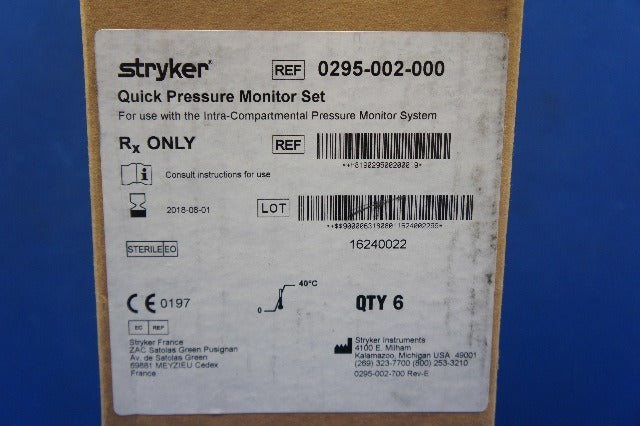 stryker®
REF 0295-002-000
Quick Pressure Monitor Set
For use with the Intra-Compartmental Pressure Monitor System
Rx ONLY
REF
Consult instructions for use
2018-06-01
LOT
16240022
STERILE EO
CE 0197
0
40°C
QTY 6
EC REP
Stryker France
ZAC Satolas Green Pusignan
Av. de Satolas Green
69881 MEYZIEU Cedex
France
Stryker Instruments
4100 E. Milham
Kalamazoo, Michigan USA 49001
(269) 323-7700 (800) 253-3210
0295-002-700 Rev-E